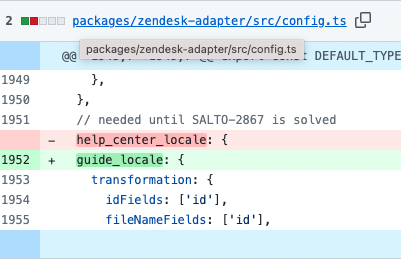 2 packages/zendesk-adapter/src/config.ts
packages/zendesk-adapter/src/config.ts
@@ DEFAULT_TYPE
1949 },
1950 },
1951 // needed until SALTO-2867 is solved
- help_center_locale: {
1952 + guide_locale: {
1953 transformation: {
1954 idFields: ['id'],
1955 fileNameFields: ['id'],